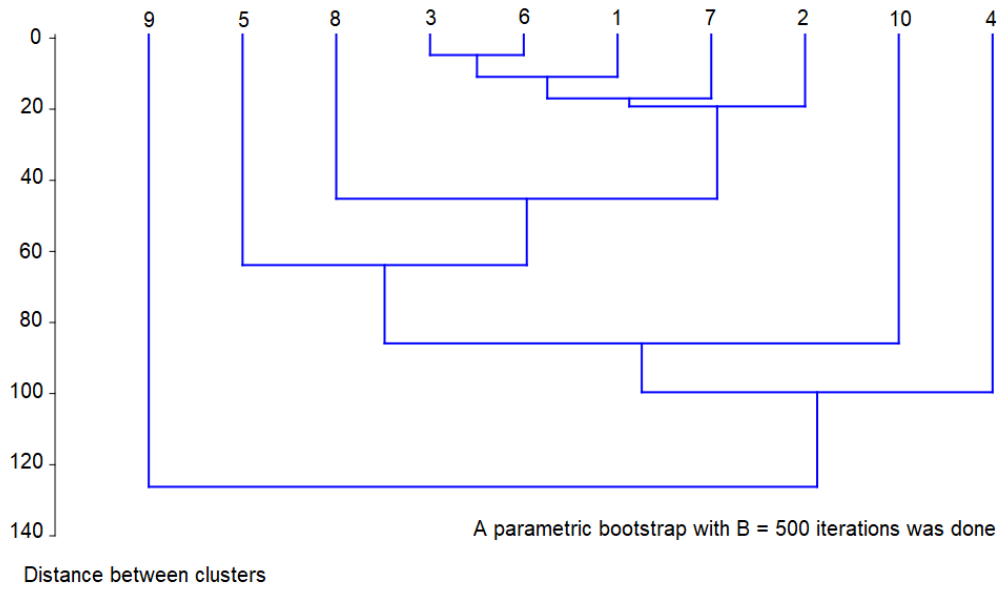 9 5 8 3 6 1 7 2 10 4
0
20
40
60
80
100
120
140
A parametric bootstrap with B = 500 iterations was done
Distance between clusters